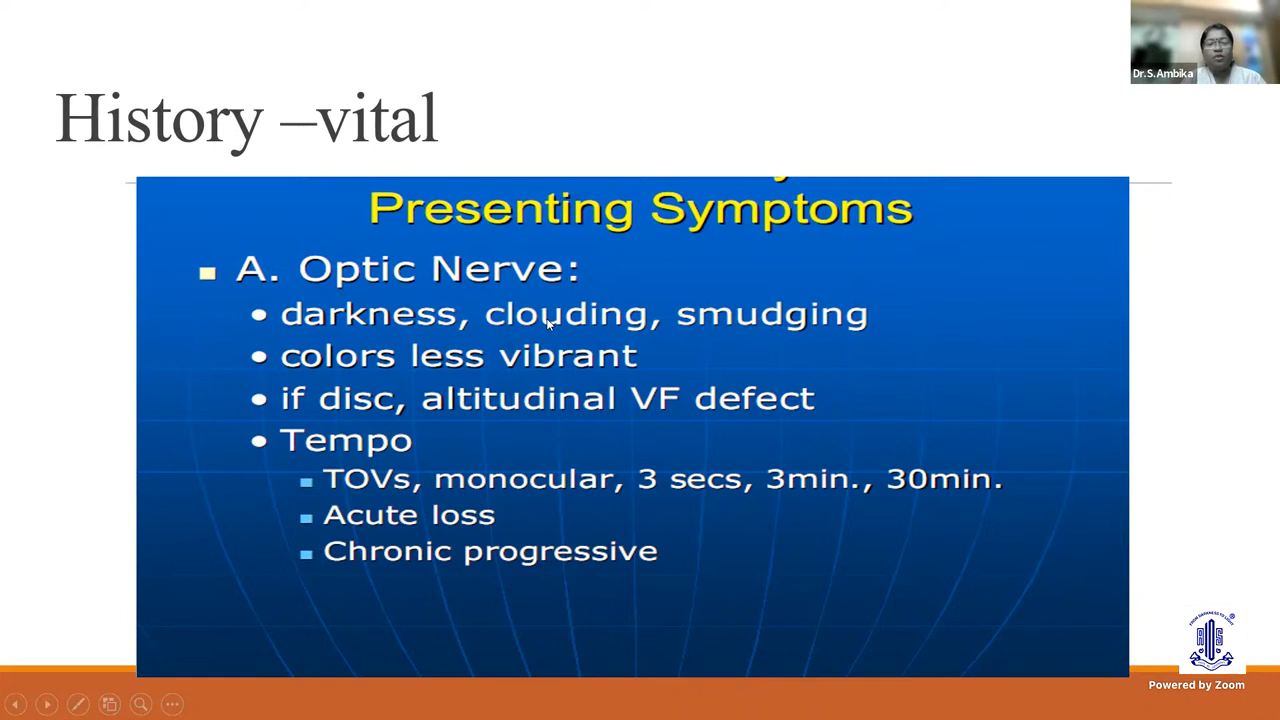 Dr.S.Ambika
History –vital
Presenting Symptoms
A. Optic Nerve:
darkness, clouding, smudging
colors less vibrant
if disc, altitudinal VF defect
Tempo
TOVs, monocular, 3 secs, 3min., 30min.
Acute loss
Chronic progressive
Powered by Zoom